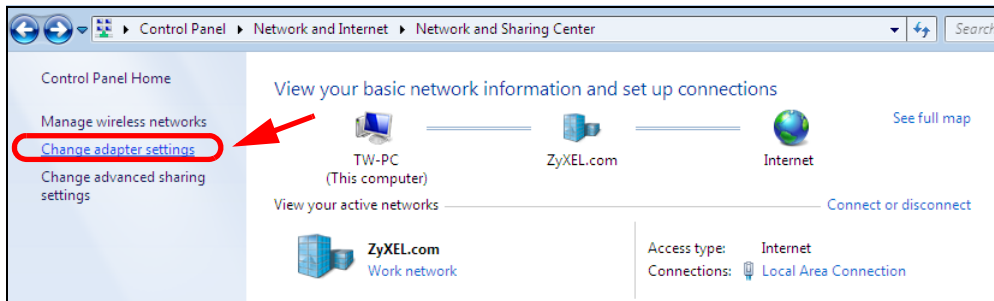 Control Panel ▸ Network and Internet ▸ Network and Sharing Center
Search
Control Panel Home
Manage wireless networks
Change adapter settings
Change advanced sharing
settings
View your basic network information and set up connections
See full map
TW-PC
(This computer)
ZyXEL.com
Internet
View your active networks
Connect or disconnect
ZyXEL.com
Work network
Access type: Internet
Connections: Local Area Connection